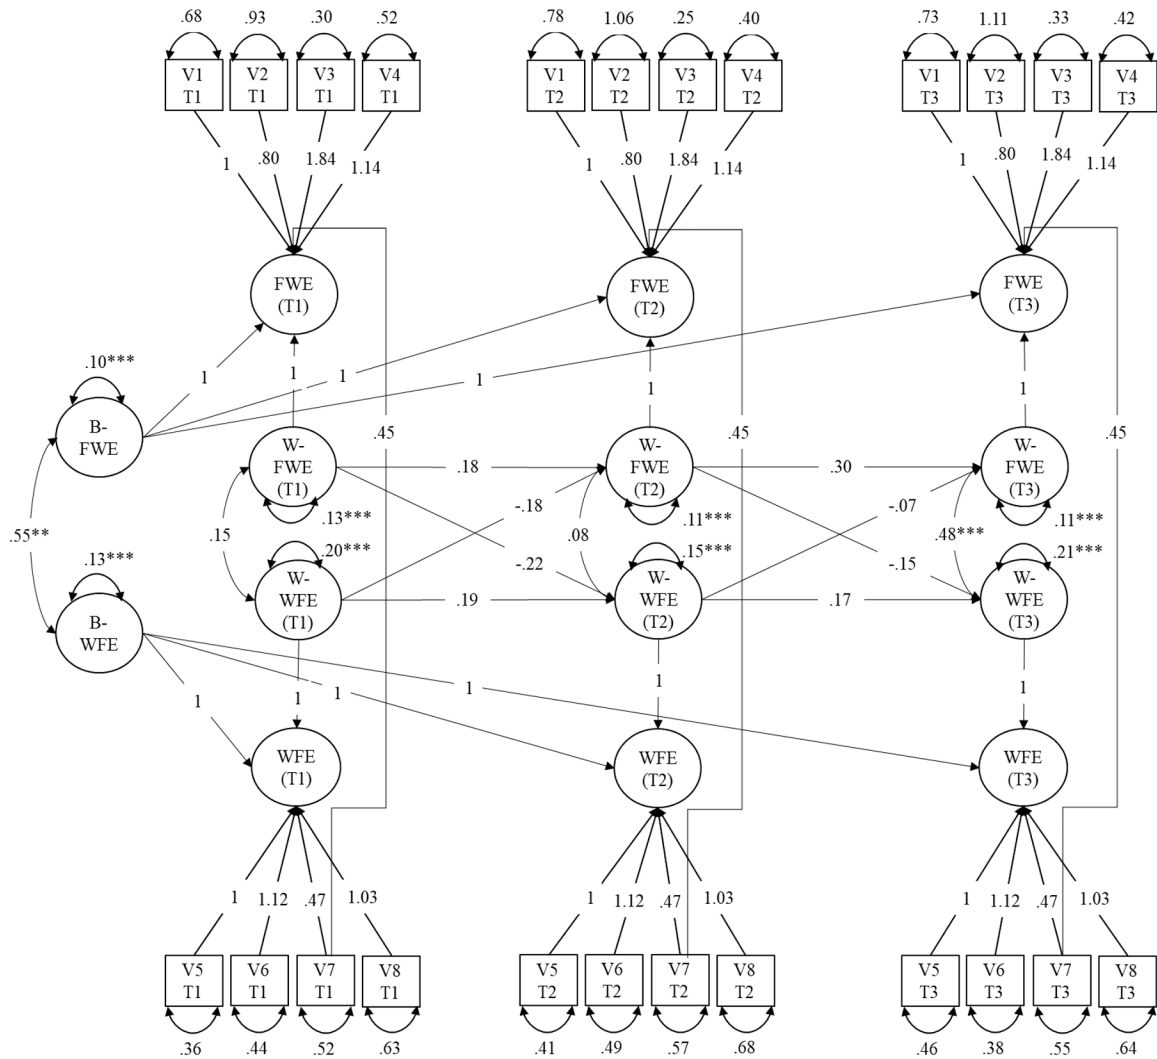 .68 .93 .30 .52 .78 1.06 .25 .40 .73 1.11 .33 .42
V1 V2 V3 V4 V1 V2 V3 V4 V1 V2 V3 V4
T1 T1 T1 T1 T2 T2 T2 T2 T3 T3 T3 T3
1 .80 1.84 1.14 1 .80 1.84 1.14 1 .80 1.84 1.14
FWE FWE FWE
(T1) (T2) (T3)
.10*** 1 1 1 1 1 1
B-
FWE
.45 .45 .45
W- W- W-
FWE FWE FWE
(T1) (T2) (T3)
.18 .30
.13*** .11*** .11***
-.18 -.07
.55** .15 .08 .48***
.20*** .15*** .21***
-.22 -.15
.13***
B-
WFE
W- W- W-
WFE WFE WFE
(T1) (T2) (T3)
.19 .17
1 1 1 1 1 1
WFE WFE WFE
(T1) (T2) (T3)
1 1.12 .47 1.03 1 1.12 .47 1.03 1 1.12 .47 1.03
V5 V6 V7 V8 V5 V6 V7 V8 V5 V6 V7 V8
T1 T1 T1 T1 T2 T2 T2 T2 T3 T3 T3 T3
.36 .44 .52 .63 .41 .49 .57 .68 .46 .38 .55 .64